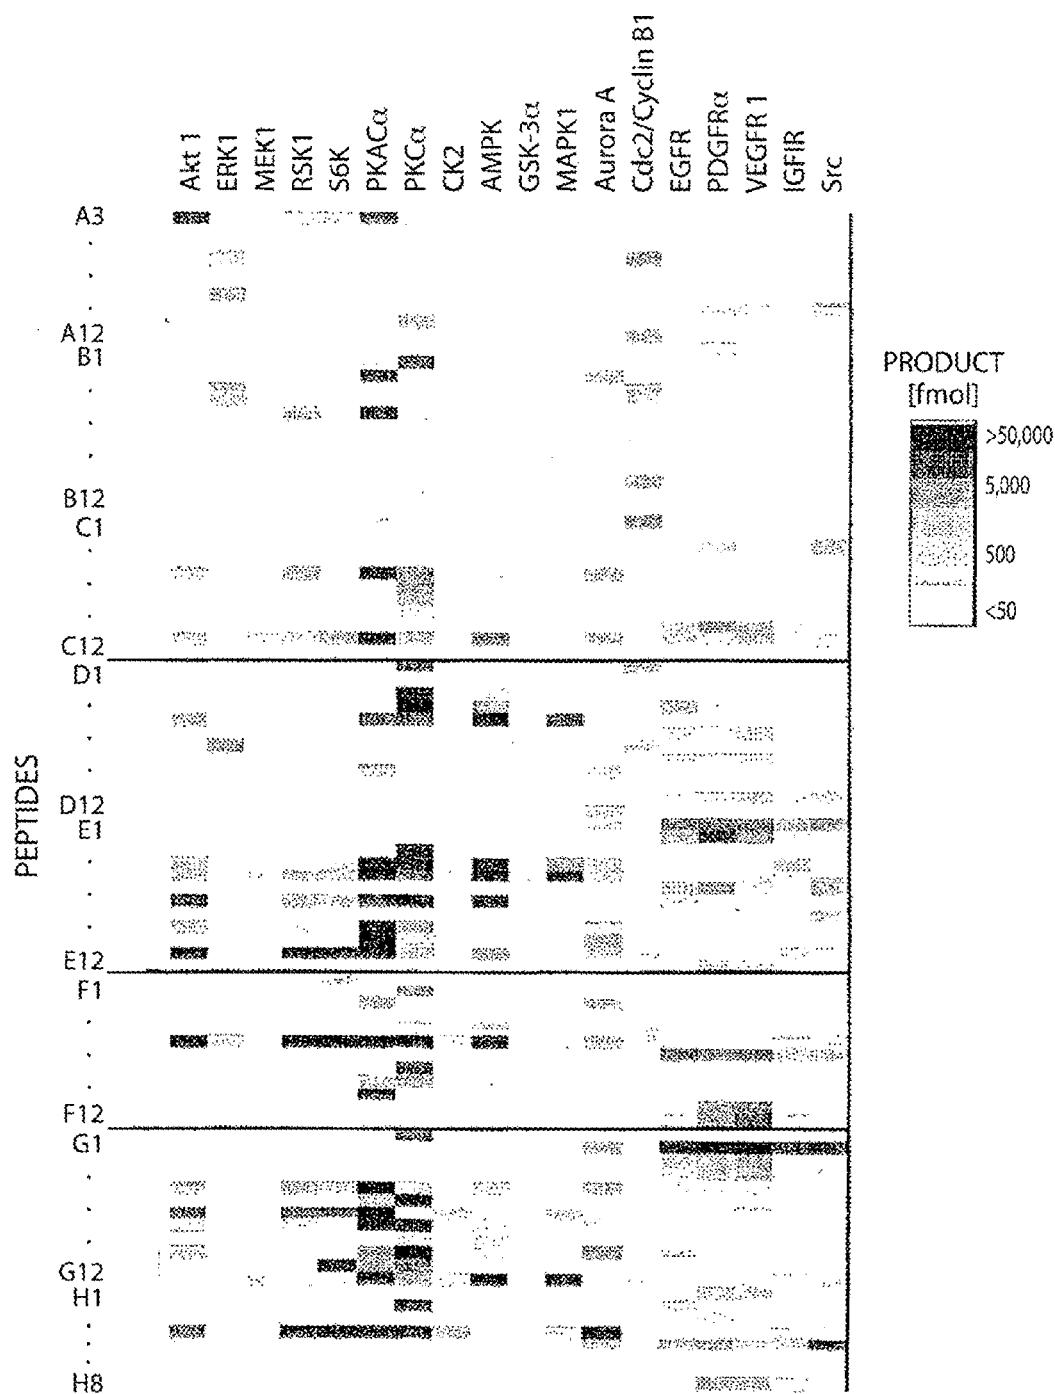 Akt 1
ERK1
MEK1
RSK1
S6K
PKACα
PKCα
CK2
AMPK
GSK-3α
MAPK1
Aurora A
Cdc2/Cyclin B1
EGFR
PDGFRα
VEGFR 1
IGFIR
Src
A3
A12
B1
B12
C1
C12
D1
D12
E1
E12
F1
F12
G1
G12
H1
H8
PEPTIDES
PRODUCT
[fmol]
>50,000
5,000
500
<50